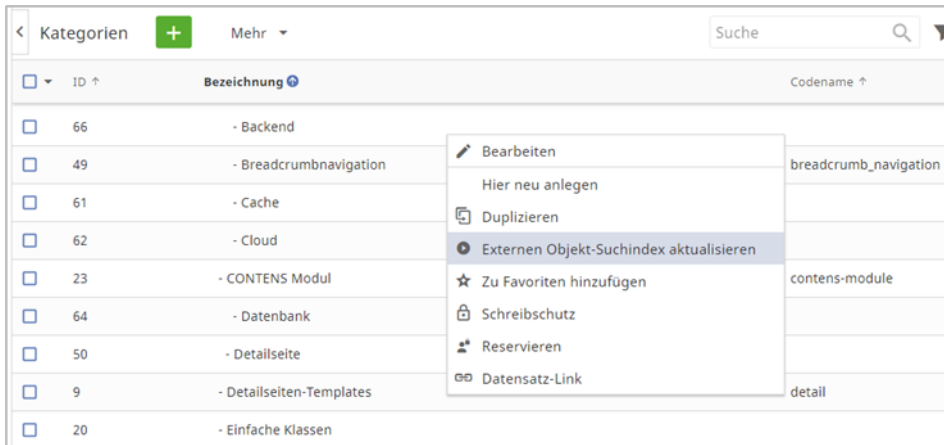 Kategorien + Mehr Suche
ID ↑ Bezeichnung Codename ↑
66 - Backend
Bearbeiten
49 - Breadcrumbnavigation breadcrumb_navigation
Hier neu anlegen
61 - Cache
Duplizieren
62 - Cloud
Externen Objekt-Suchindex aktualisieren
23 - CONTENS Modul contens-module
Zu Favoriten hinzufügen
64 - Datenbank
Schreibschutz
50 - Detailseite
Reservieren
9 - Detailseiten-Templates detail
Datensatz-Link
20 - Einfache Klassen